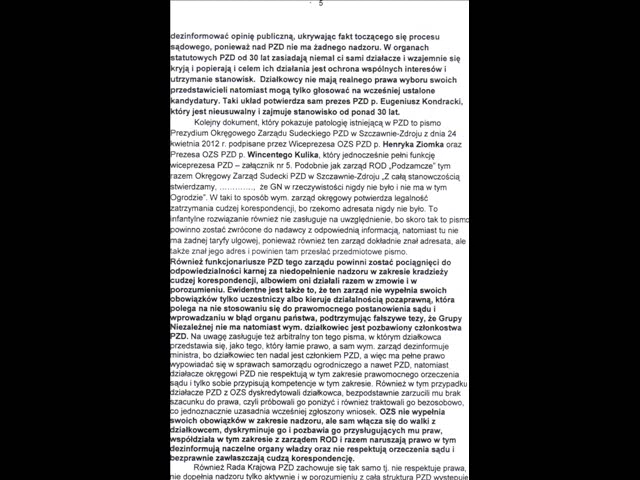 5
dezinformować opinię publiczną, ukrywając fakt toczącego się procesu
sądowego, ponieważ nad PZD nie ma żadnego nadzoru. W organach
statutowych PZD od 30 lat zasiadają niemal ci sami działacze i wzajemnie się
kryją i popierają i celem ich działania jest ochrona wspólnych interesów i
utrzymanie stanowisk. Działkowcy nie mają realnego prawa wyboru swoich
przedstawicieli natomiast mogą tylko głosować na wcześniej ustalone
kandydatury. Taki układ potwierdza sam prezes PZD p. Eugeniusz Kondracki,
który jest nieusuwalny i zajmuje stanowisko od ponad 30 lat.
Kolejny dokument, który pokazuje patologię istniejącą w PZD to pismo
Prezydium Okręgowego Zarządu Sudeckiego PZD w Szczawnie-Zdroju z dnia 24
kwietnia 2012 r. podpisane przez Wiceprezesa OZS PZD p. Henryka Ziomka oraz
Prezesa OZS PZD p. Wincentego Kulika, który jednocześnie pełni funkcję
wiceprezesa PZD – załącznik nr 5. Podobnie jak zarząd ROD „Podzamcze” tym
razem Okręgowy Zarząd Sudecki PZD w Szczawnie-Zdroju „Z całą stanowczością
stwierdzamy, …………., że GN w rzeczywistości nigdy nie było i nie ma w tym
Ogrodzie”. W taki to sposób wym. zarząd okręgowy potwierdza legalność
zatrzymania cudzej korespondencji, bo rzekomo adresata nigdy nie było. To
infantylne rozwiązanie również nie zasługuje na uwzględnienie, bo skoro tak to pismo
powinno zostać zwrócone do nadawcy z odpowiednią informacją, natomiast tu nie
ma żadnej taryfy ulgowej, ponieważ również ten zarząd dokładnie znał adresata, ale
także znał jego adres i powinien tam przesłać przedmiotowe pismo.
Również funkcjonariusze PZD tego zarządu powinni zostać pociągnięci do
odpowiedzialności karnej za niedopełnienie nadzoru w zakresie kradzieży
cudzej korespondencji, albowiem oni działali razem w zmowie i w
porozumieniu. Ewidentne jest także to, że ten zarząd nie wypełnia swoich
obowiązków tylko uczestniczy albo kieruje działalnością pozaprawną, która
polega na nie stosowaniu się do prawomocnego postanowienia sądu i
wprowadzaniu w błąd organu państwa, podtrzymując fałszywe tezy, że Grupy
Niezależnej nie ma natomiast wym. działkowiec jest pozbawiony członkostwa
PZD. Na uwagę zasługuje też arbitralny ton tego pisma, w którym działkowca
przedstawia się, jako tego, który łamie prawo, a sam wym. zarząd dezinformuje
ministra, bo działkowiec ten nadal jest członkiem PZD, a więc ma pełne prawo
wypowiadać się w sprawach samorządu ogrodniczego a nawet PZD, natomiast
działacze okręgowi PZD nie respektują w tym zakresie prawomocnego orzeczenia
sądu i tylko sobie przypisują kompetencje w tym zakresie. Również w tym przypadku
działacze PZD z OZS dyskredytowali działkowca, bezpodstawnie zarzucili mu brak
szacunku do prawa, czyli próbowali go poniżyć i również traktowali go bezosobowo,
co jednoznacznie uzasadnia wcześniej zgłoszony wniosek. OZS nie wypełnia
swoich obowiązków w zakresie nadzoru, ale sam włącza się do walki z
działkowcem, dyskryminuje go i pozbawia go przysługujących mu praw,
współdziała w tym zakresie z zarządem ROD i razem naruszają prawo w tym
dezinformują naczelne organy władzy oraz nie respektują orzeczenia sądu i
bezprawnie zawłaszczają cudzą korespondencję.
Również Rada Krajowa PZD zachowuje się tak samo tj. nie respektuje prawa,
nie dopełnia nadzoru tylko aktywnie i w porozumieniu z całą strukturą PZD występuje